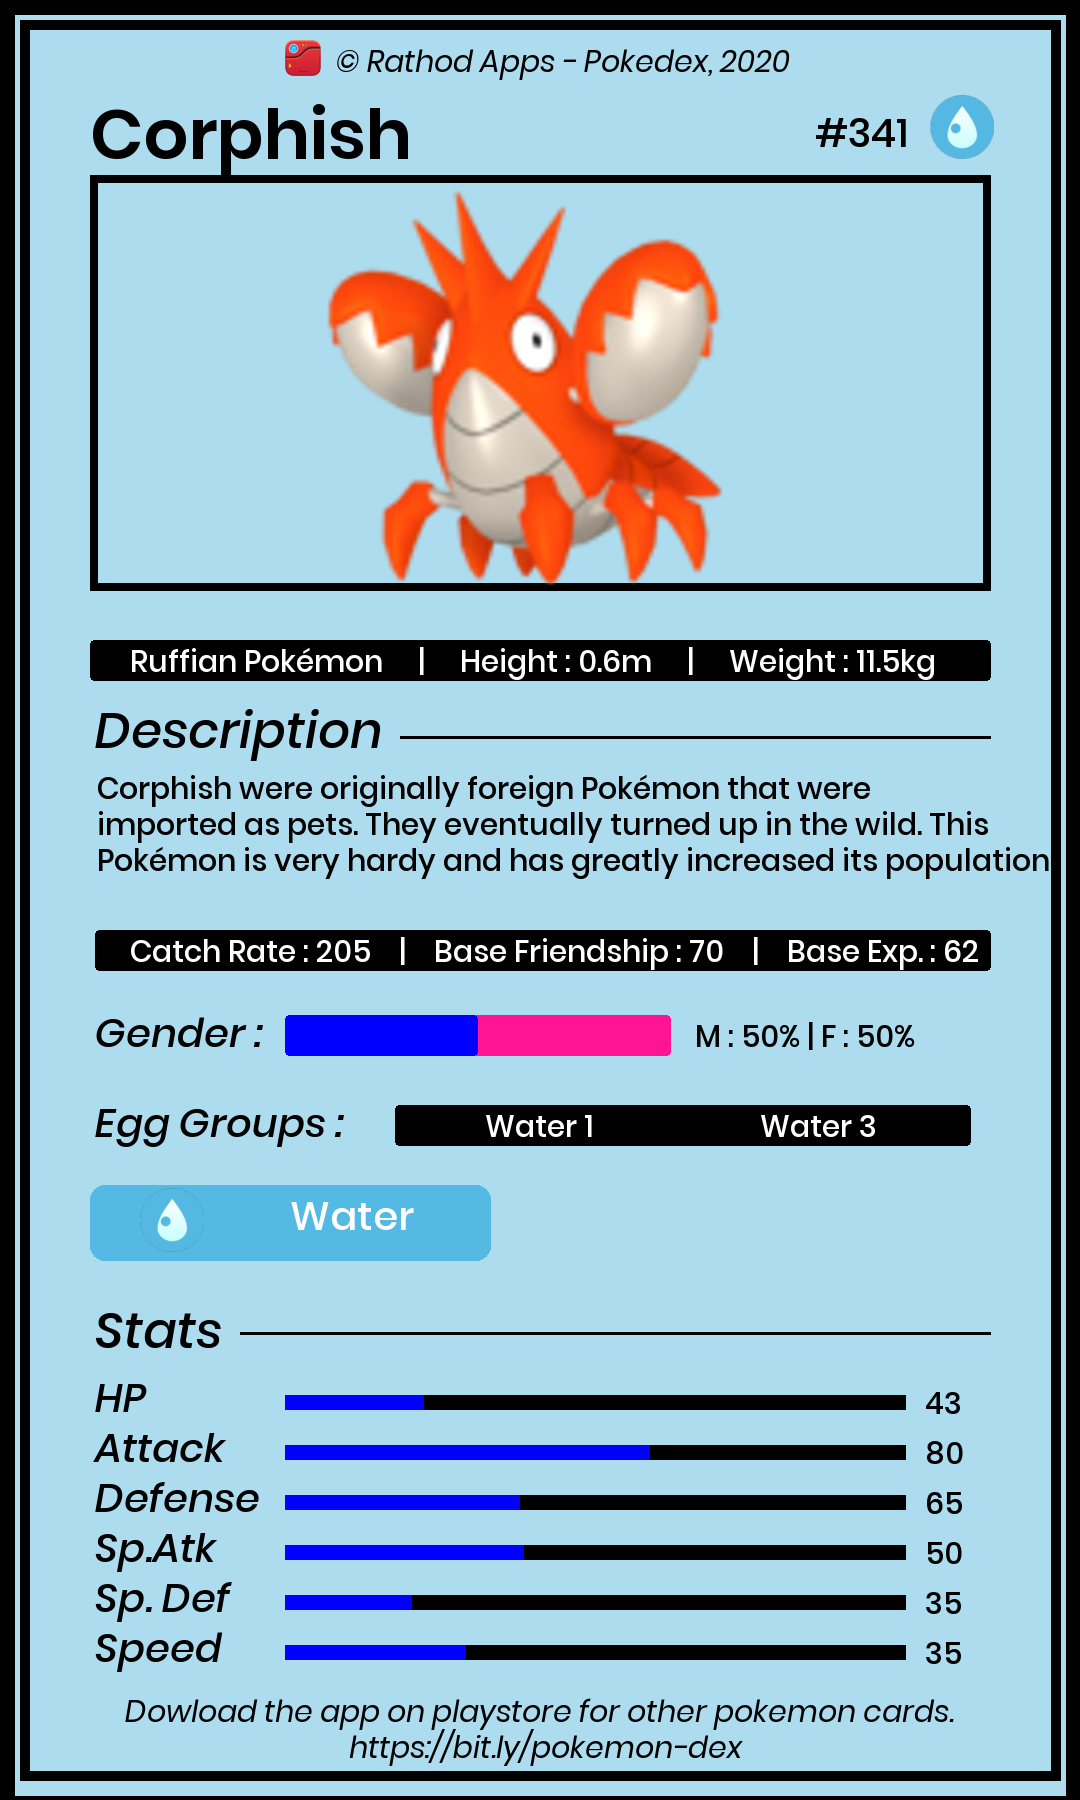 © Rathod Apps - Pokedex, 2020
Corphish #341
Ruffian Pokémon | Height : 0.6m | Weight : 11.5kg
Description
Corphish were originally foreign Pokémon that were
imported as pets. They eventually turned up in the wild. This
Pokémon is very hardy and has greatly increased its population
Catch Rate : 205 | Base Friendship : 70 | Base Exp. : 62
Gender : M : 50% | F : 50%
Egg Groups : Water 1 Water 3
Water
Stats
HP 43
Attack 80
Defense 65
Sp.Atk 50
Sp. Def 35
Speed 35
Dowload the app on playstore for other pokemon cards.
https://bit.ly/pokemon-dex